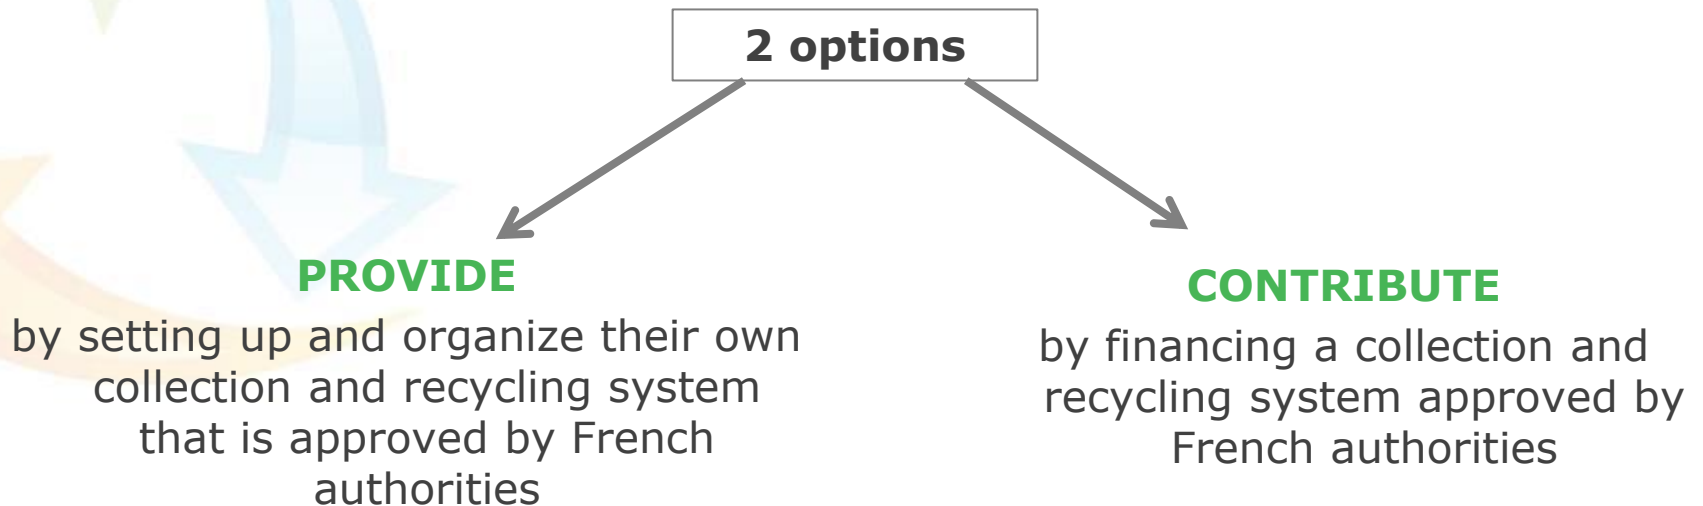 2 options
PROVIDE
by setting up and organize their own
collection and recycling system
that is approved by French
authorities
CONTRIBUTE
by financing a collection and
recycling system approved by
French authorities